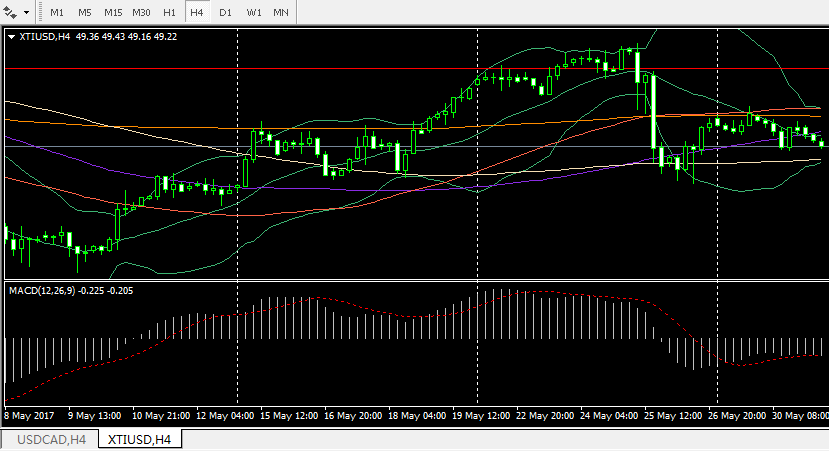 M1 M5 M15 M30 H1 H4 D1 W1 MN
XTIUSD,H4 49.36 49.43 49.16 49.22
MACD(12,26,9) -0.225 -0.205
8 May 2017 9 May 13:00 10 May 21:00 12 May 04:00 15 May 12:00 16 May 20:00 18 May 04:00 19 May 12:00 22 May 20:00 24 May 04:00 25 May 12:00 26 May 20:00 30 May 08:00
USDCAD,H4 XTIUSD,H4